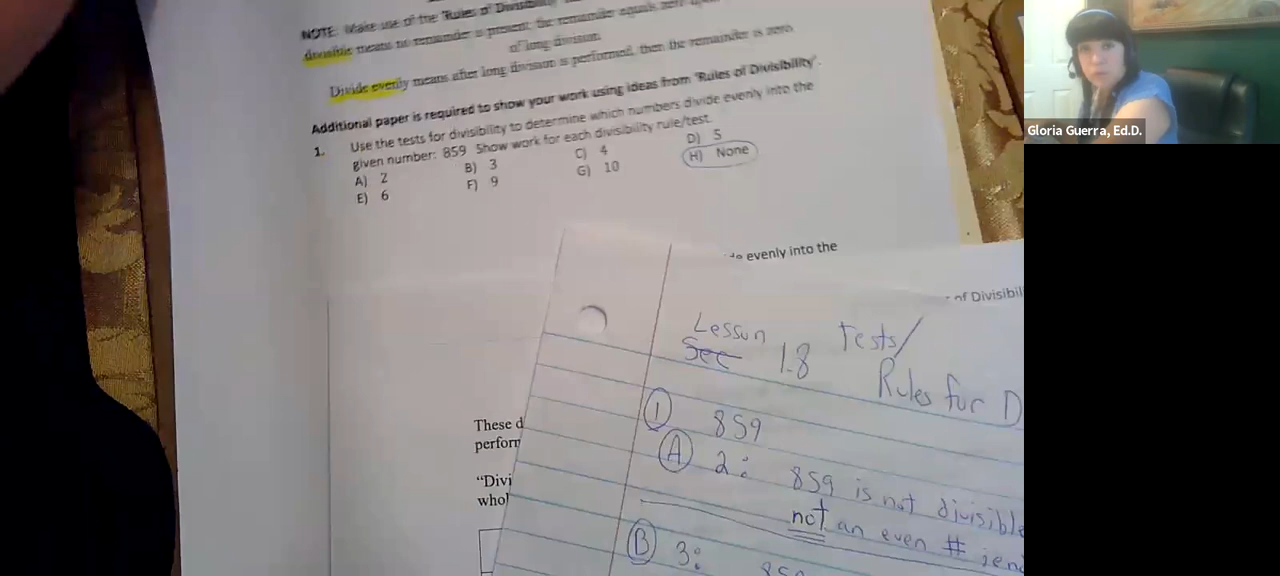 NOTE: Make use of the 'Rules of Divisibility
divisible means no remainder is present, the remainder equals zero upon
of long division
Divide evenly means after long division is performed, then the remainder is zero
Additional paper is required to show your work using ideas from 'Rules of Divisibility'.
1. Use the tests for divisibility to determine which numbers divide evenly into the
given number: 859 Show work for each divisibility rule/test.
A) 2 B) 3 C) 4 D) 5
E) 6 F) 9 G) 10 H) None
evenly into the
of Divisibil
Lesson
See 1.8 Tests/
Rules for D
1 859
A 2: 859 is not divisible
not an even #
B 3: 859
These d
perform
“Divi
whol
Gloria Guerra, Ed.D.